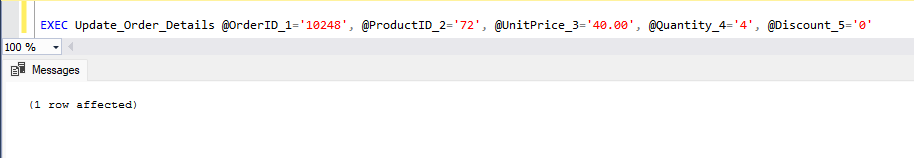 EXEC Update_Order_Details @OrderID_1='10248', @ProductID_2='72', @UnitPrice_3='40.00', @Quantity_4='4', @Discount_5='0'
100 %
Messages
(1 row affected)